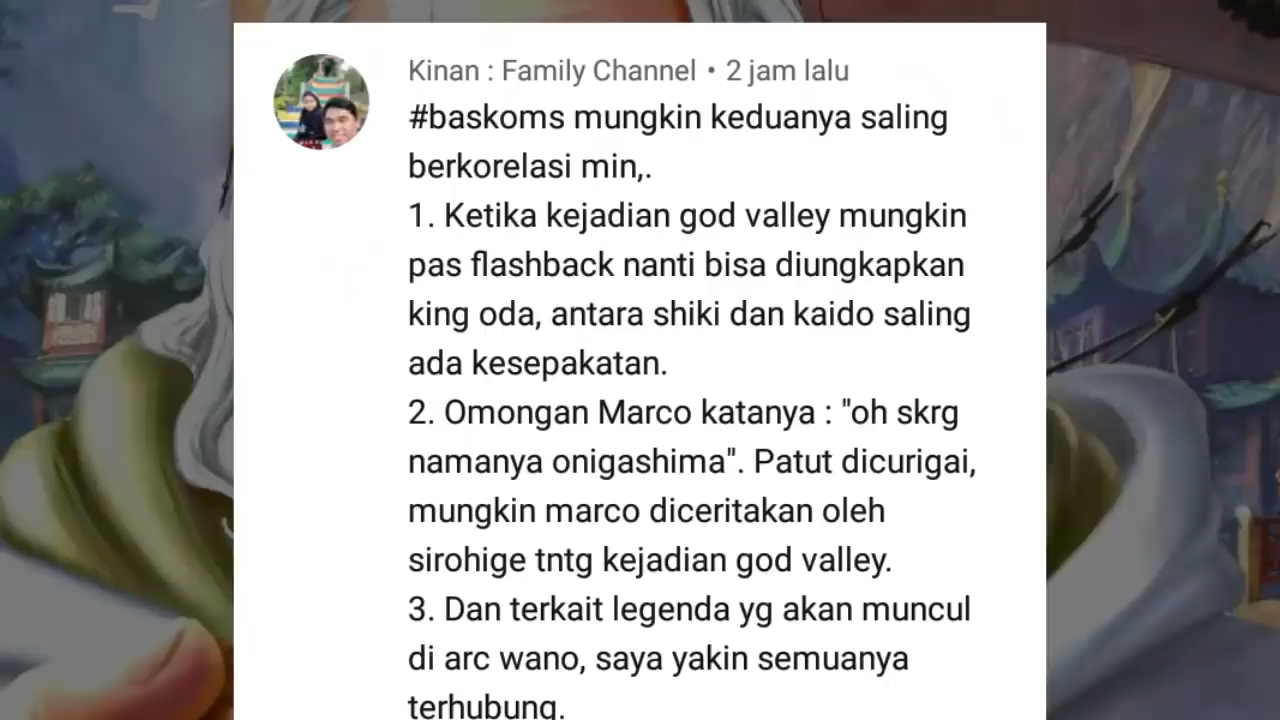 Kinan : Family Channel • 2 jam lalu
#baskoms mungkin keduanya saling
berkorelasi min,.
1. Ketika kejadian god valley mungkin
pas flashback nanti bisa diungkapkan
king oda, antara shiki dan kaido saling
ada kesepakatan.
2. Omongan Marco katanya : "oh skrg
namanya onigashima". Patut dicurigai,
mungkin marco diceritakan oleh
sirohige tntg kejadian god valley.
3. Dan terkait legenda yg akan muncul
di arc wano, saya yakin semuanya
terhubung.